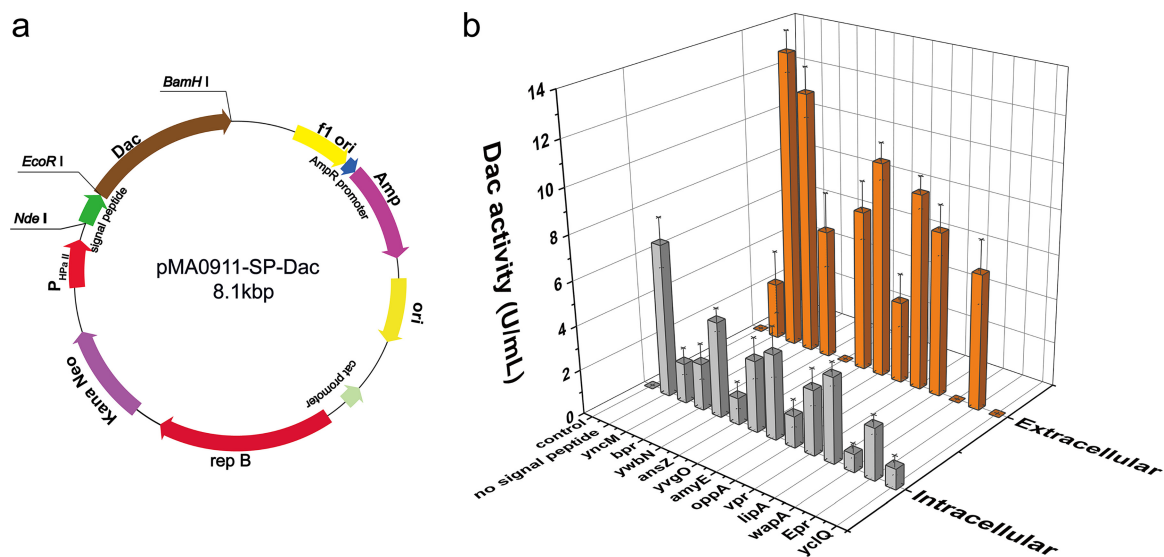 a
BamH I
Dac
EcoR I
signal peptide
Nde I
P HPa II
Kana Neo
rep B
cat promoter
ori
Amp
AmpR promoter
f1 ori
pMA0911-SP-Dac
8.1kbp
b
Dac activity (U/mL)
14
12
10
8
6
4
2
0
control
no signal peptide
yncM
bpr
ywbN
ansZ
yvgO
amyE
oppA
vpr
lipA
wapA
Epr
yclQ
Extracellular
Intracellular